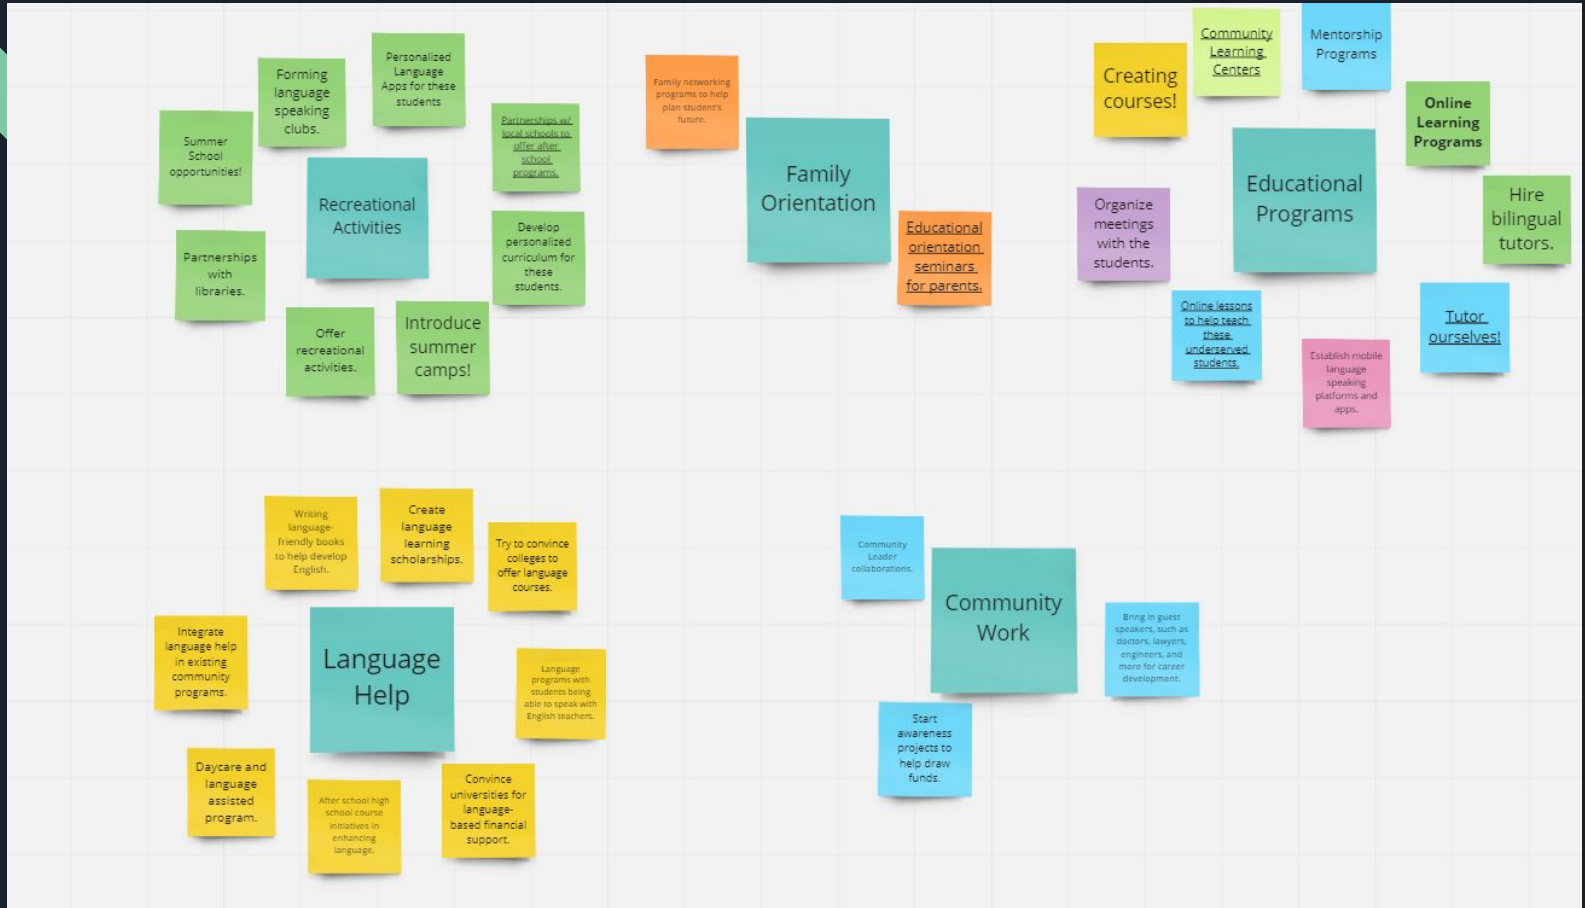 Personalized
Language
Apps for these
students
Forming
language
speaking
clubs.
Summer
School
opportunities!
Partnerships w/
local schools to
offer after
school
programs.
Recreational
Activities
Partnerships
with
libraries.
Develop
personalized
curriculum for
these
students.
Offer
recreational
activities.
Introduce
summer
camps!
Family networking
programs to help
plan student's
future.
Family
Orientation
Educational
orientation
seminars
for parents.
Creating
courses!
Community
Learning
Centers
Mentorship
Programs
Online
Learning
Programs
Educational
Programs
Organize
meetings
with the
students.
Hire
bilingual
tutors.
Online lessons
to help teach
these
underserved
students.
Tutor
ourselves!
Establish mobile
language
speaking
platforms and
apps.
Writing
language-
friendly books
to help develop
English.
Create
language
learning
scholarships.
Try to convince
colleges to
offer language
courses.
Integrate
language help
in existing
community
programs.
Language
Help
Language
programs with
students being
able to speak with
English teachers.
Daycare and
language
assisted
program.
After school high
school course
initiatives in
enhancing
language.
Convince
universities for
language-
based financial
support.
Community
Leader
collaborations.
Community
Work
Bring in guest
speakers, such as
doctors, lawyers,
engineers, and
more for career
development.
Start
awareness
projects to
help draw
funds.